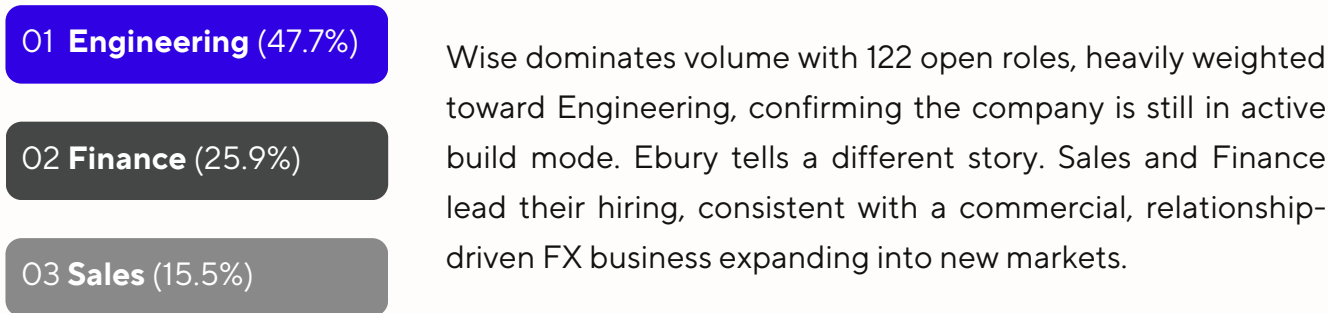 01 Engineering (47.7%)
02 Finance (25.9%)
03 Sales (15.5%)
Wise dominates volume with 122 open roles, heavily weighted
toward Engineering, confirming the company is still in active
build mode. Ebury tells a different story. Sales and Finance
lead their hiring, consistent with a commercial, relationship-
driven FX business expanding into new markets.